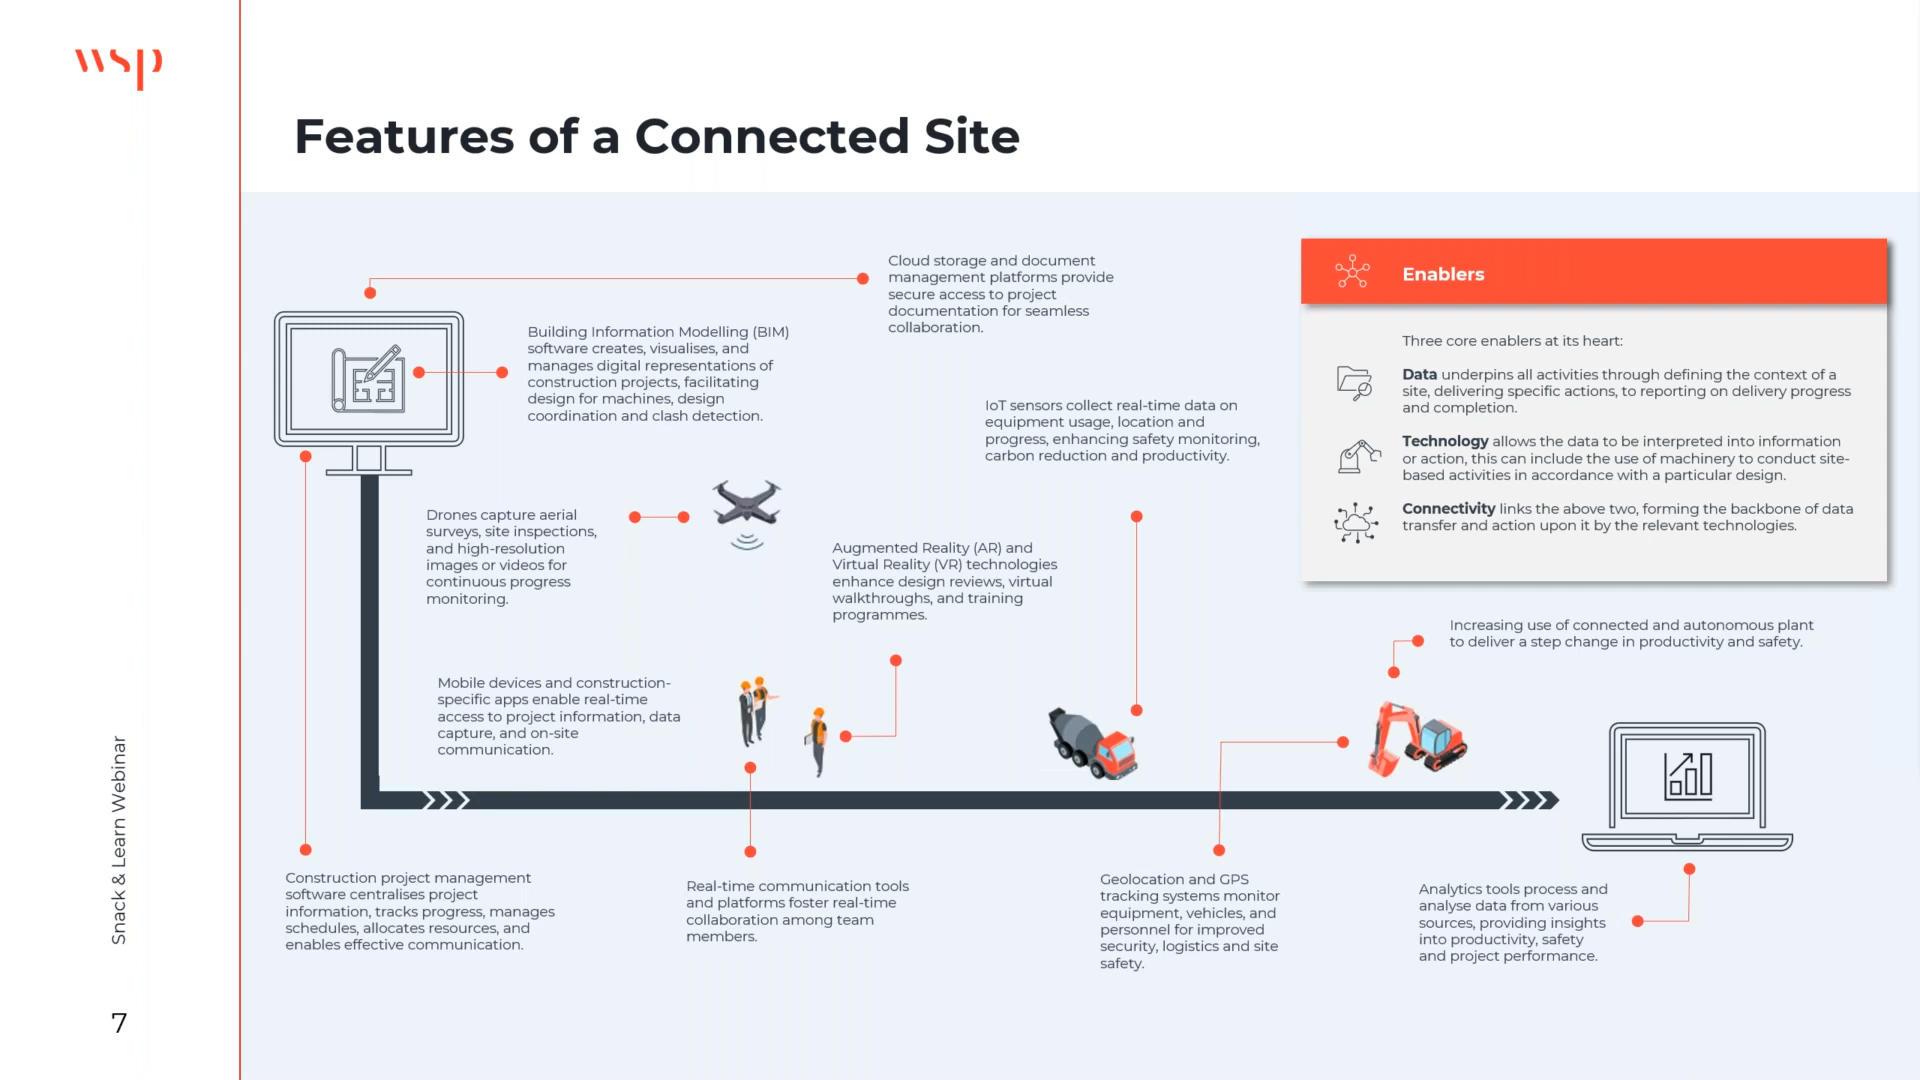 wsp
Features of a Connected Site
Cloud storage and document
management platforms provide
secure access to project
documentation for seamless
collaboration.
Building Information Modelling (BIM)
software creates, visualises, and
manages digital representations of
construction projects, facilitating
design for machines, design
coordination and clash detection.
IoT sensors collect real-time data on
equipment usage, location and
progress, enhancing safety monitoring,
carbon reduction and productivity.
Enablers
Three core enablers at its heart:
Data underpins all activities through defining the context of a
site, delivering specific actions, to reporting on delivery progress
and completion.
Technology allows the data to be interpreted into information
or action, this can include the use of machinery to conduct site-
based activities in accordance with a particular design.
Connectivity links the above two, forming the backbone of data
transfer and action upon it by the relevant technologies.
Drones capture aerial
surveys, site inspections,
and high-resolution
images or videos for
continuous progress
monitoring.
Augmented Reality (AR) and
Virtual Reality (VR) technologies
enhance design reviews, virtual
walkthroughs, and training
programmes.
Increasing use of connected and autonomous plant
to deliver a step change in productivity and safety.
Mobile devices and construction-
specific apps enable real-time
access to project information, data
capture, and on-site
communication.
Construction project management
software centralises project
information, tracks progress, manages
schedules, allocates resources, and
enables effective communication.
Real-time communication tools
and platforms foster real-time
collaboration among team
members.
Geolocation and GPS
tracking systems monitor
equipment, vehicles, and
personnel for improved
security, logistics and site
safety.
Analytics tools process and
analyse data from various
sources, providing insights
into productivity, safety
and project performance.
Snack & Learn Webinar
7